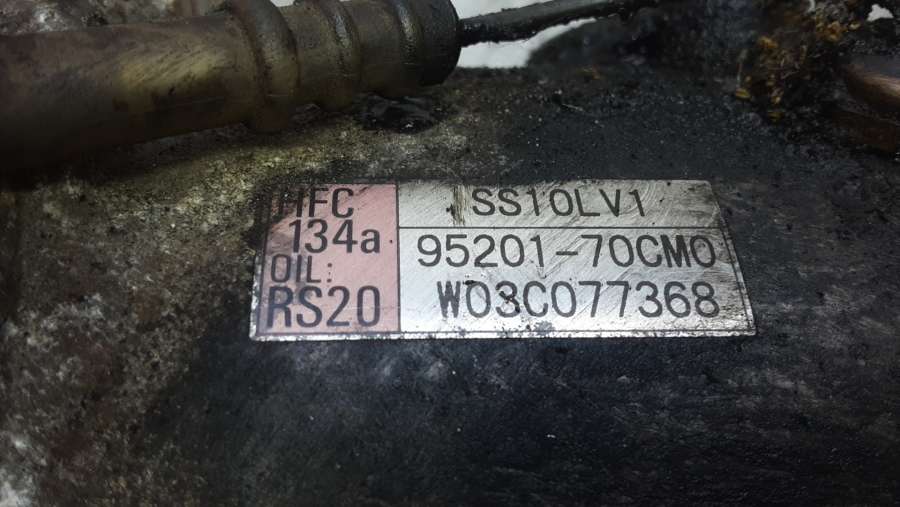 HFC
134a
OIL:
RS20
SS10LV1
95201-70CM0
W03C077368